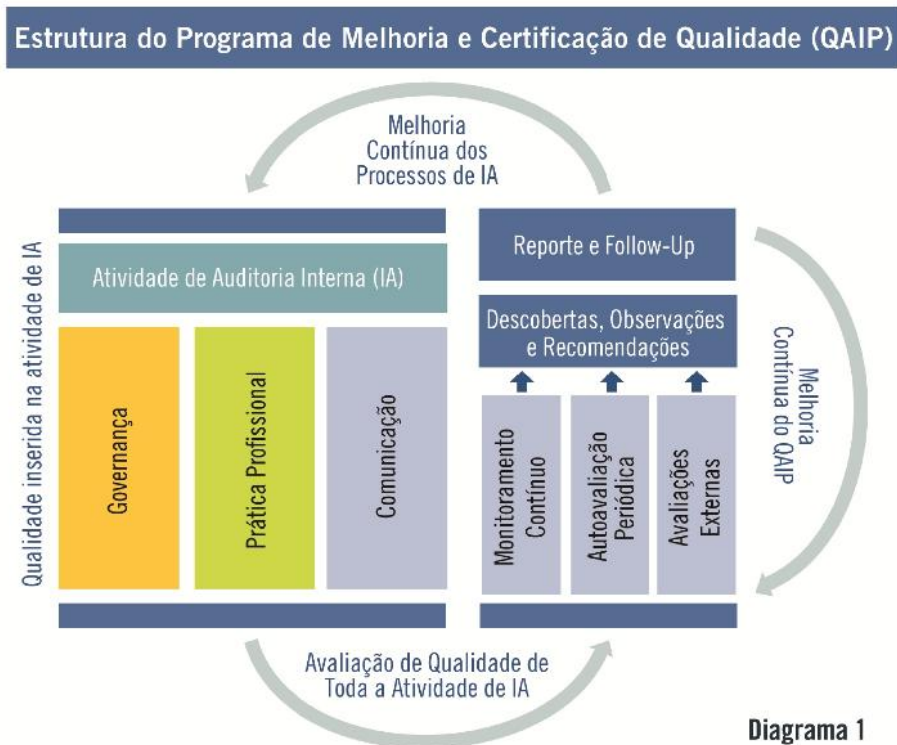 Estrutura do Programa de Melhoria e Certificação de Qualidade (QAIP)
Melhoria
Contínua dos
Processos de IA
Qualidade inserida na atividade de IA
Atividade de Auditoria Interna (IA)
Governança
Prática Profissional
Comunicação
Reporte e Follow-Up
Descobertas, Observações
e Recomendações
Monitoramento
Contínuo
Autoavaliação
Periódica
Avaliações
Externas
Melhoria
Contínua do QAIP
Avaliação de Qualidade de
Toda a Atividade de IA
Diagrama 1